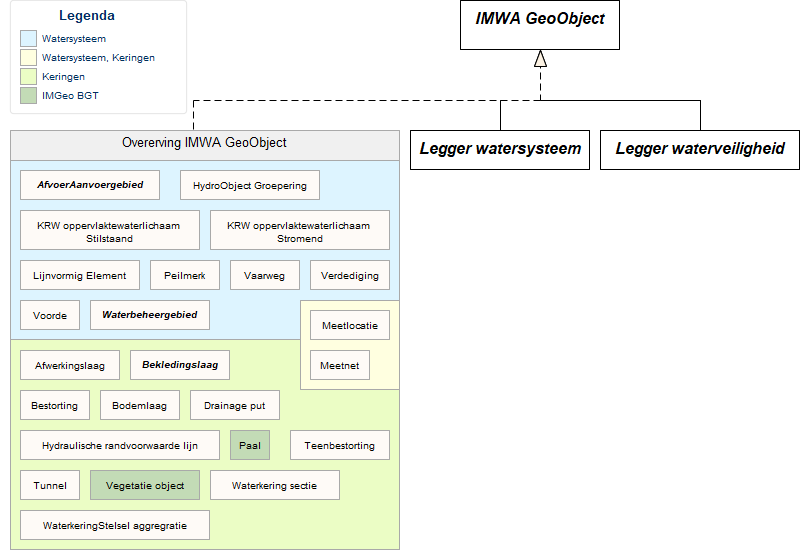 Legenda
Watersysteem
Watersysteem, Keringen
Keringen
IMGeo BGT
IMWA GeoObject
Legger watersysteem
Legger waterveiligheid
Overerving IMWA GeoObject
AfvoerAanvoergebied
HydroObject Groepering
KRW oppervlaktewaterlichaam
Stilstaand
KRW oppervlaktewaterlichaam
Stromend
Lijnvormig Element
Peilmerk
Vaarweg
Verdediging
Voorde
Waterbeheergebied
Meetlocatie
Meetnet
Afwerkingslaag
Bekledingslaag
Bestorting
Bodemlaag
Drainage put
Hydraulische randvoorwaarde lijn
Paal
Teenbestorting
Tunnel
Vegetatie object
Waterkering sectie
WaterkeringStelsel aggregratie